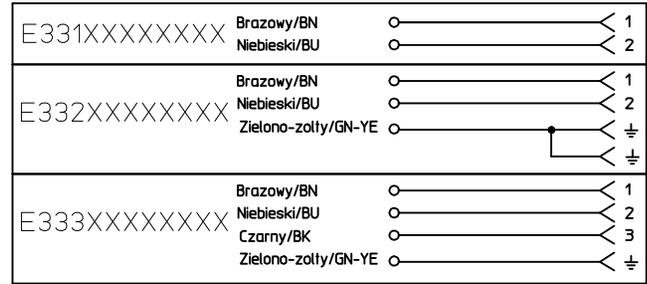 E331XXXXXXXX
Brazowy/BN 1
Niebieski/BU 2
E332XXXXXXXX
Brazowy/BN 1
Niebieski/BU 2
Zielono-zolty/GN-YE
E333XXXXXXXX
Brazowy/BN 1
Niebieski/BU 2
Czarny/BK 3
Zielono-zolty/GN-YE